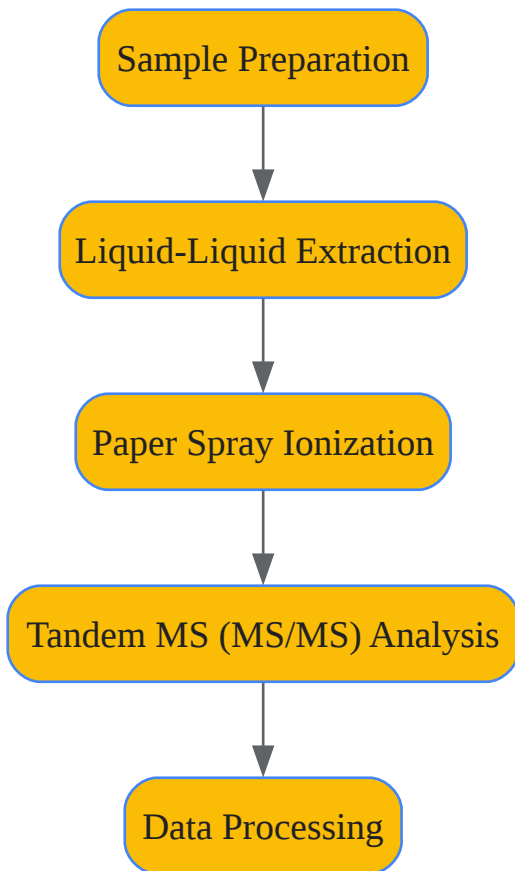 Sample Preparation
Liquid-Liquid Extraction
Paper Spray Ionization
Tandem MS (MS/MS) Analysis
Data Processing